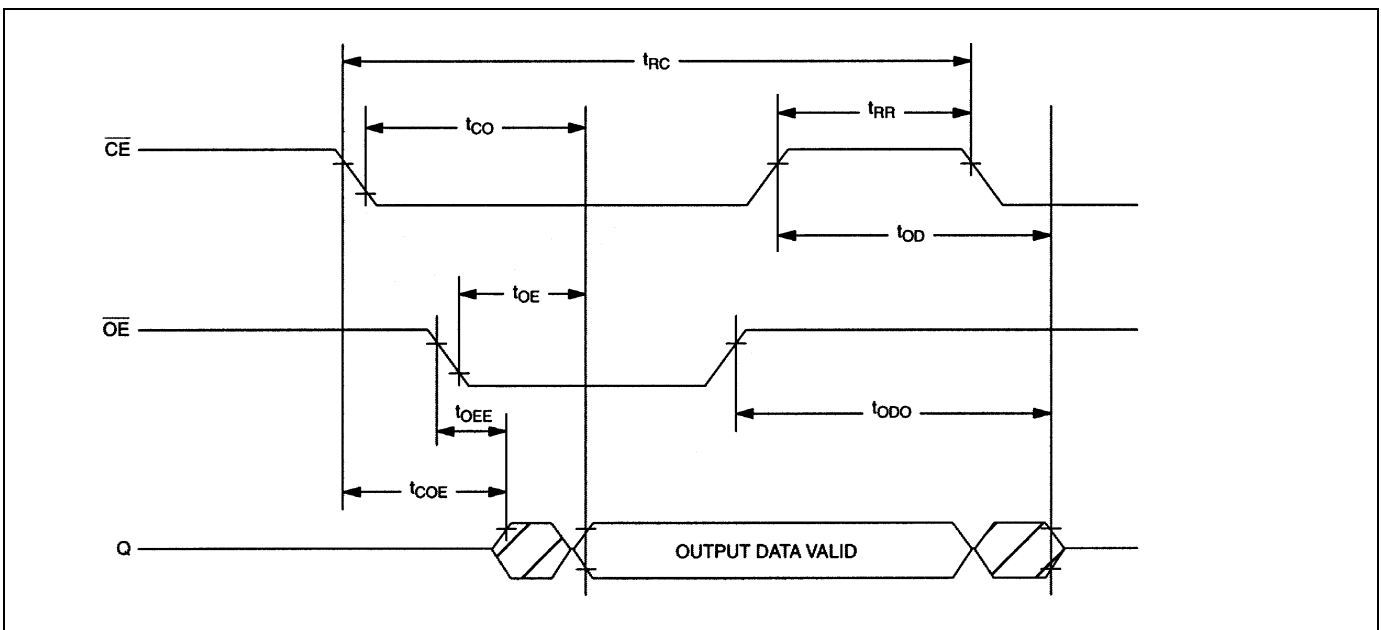 tRC
tRR
tCO
CE
tOD
tOE
OE
tOEE
tODO
tCOE
Q
OUTPUT DATA VALID